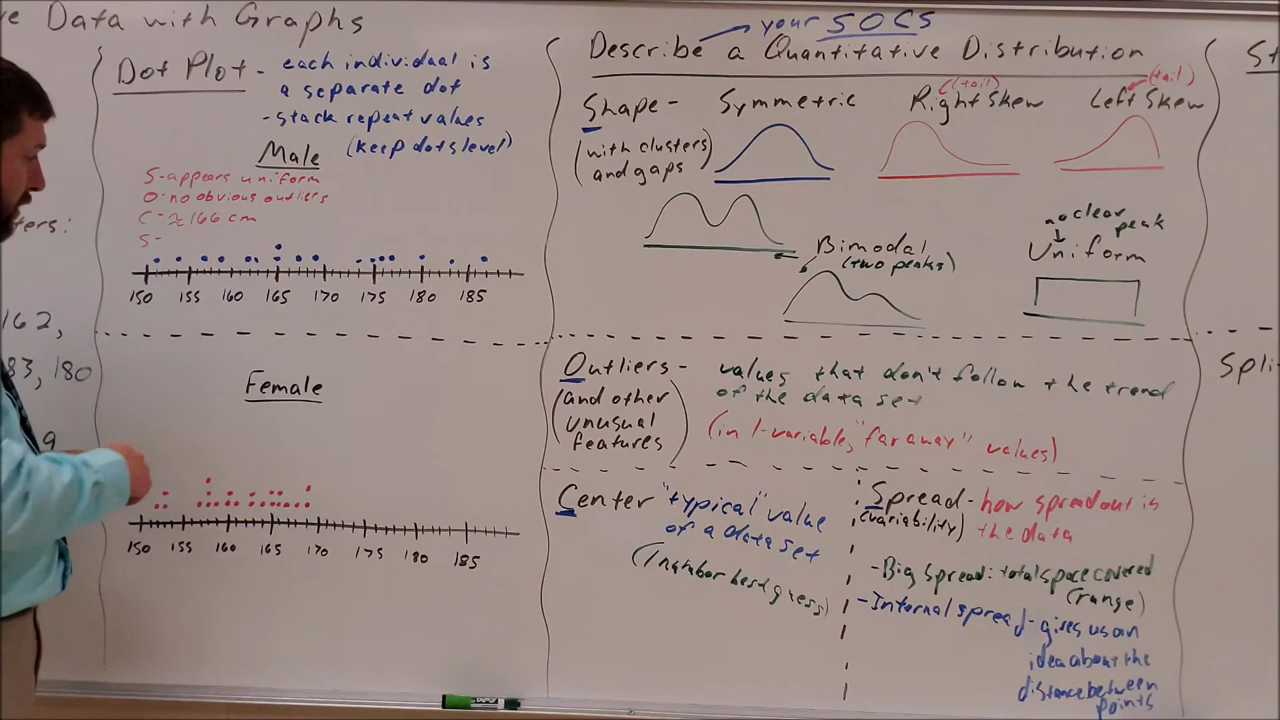 ve Data with Graphs
Dot Plot - each individual is
a separate dot
- stack repeat values
(keep dots level)
Male
S- appears uniform
O- no obvious outliers
C- ≈ 166 cm
S-
150 155 160 165 170 175 180 185
ters:
162,
83, 180
9
Female
150 155 160 165 170 175 180 185
your SOCS
Describe a Quantitative Distribution
Shape - Symmetric Right Skew Left Skew
(tail) (tail)
(with clusters
and gaps)
Bimodal
(two peaks)
no clear
peak
Uniform
Outliers - values that don't follow the trend
of the data set
(and other
unusual
features)
(in 1-variable, "far away" values)
Center "typical" value
of a data set
(1 number best guess)
Spread - how spread out is
(variability) the data
- Big spread: total space covered
(range)
- Internal spread - gives us an
idea about the
distance between
points
St
Spli